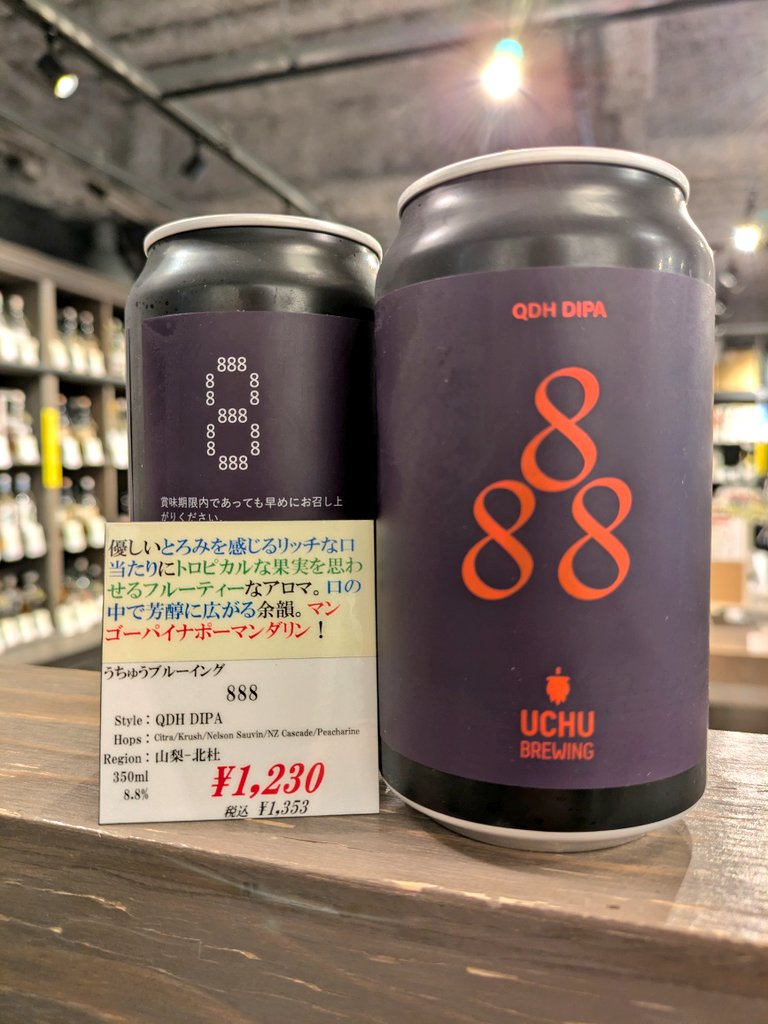 QDH DIPA
8
8 8
UCHU
BREWING
888
8 8
8 8
888
8 8
8 8
888
賞味期限内であっても早めにお召し上
がりください。
優しいとろみを感じるリッチな口
当たりにトロピカルな果実を思わ
せるフルーティーなアロマ。口の
中で芳醇に広がる余韻。マン
ゴーパイナポーマンダリン！
うちゅうブルーイング
888
Style：QDH DIPA
Hops：Citra/Krush/Nelson Sauvin/NZ Cascade/Peacharine
Region：山梨-北杜
350ml
8.8%
¥1,230
税込 ¥1,353